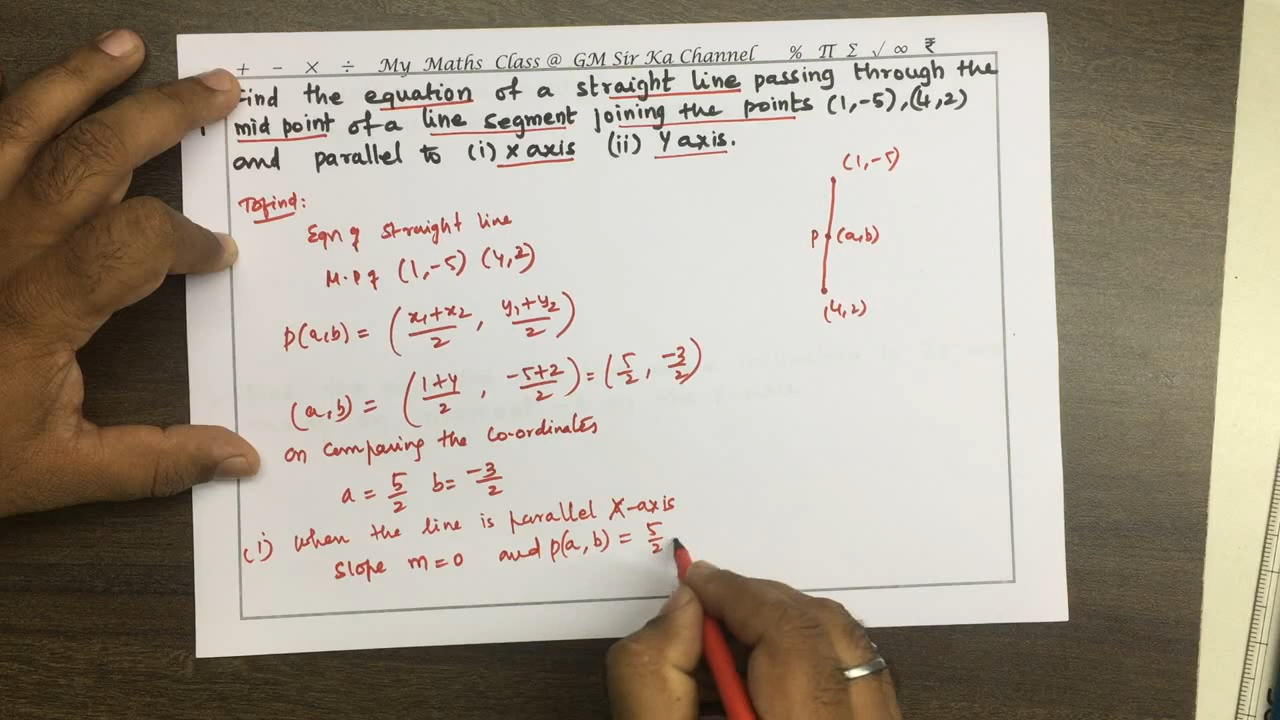 + − × ÷ My Maths Class @ GM Sir Ka Channel % Π Σ √ ∞ ₹
Find the equation of a straight line passing through the
mid point of a line segment joining the points (1,-5),(4,2)
and parallel to (i) X axis (ii) Y axis.
To find:
Eqn of straight line
M.P of (1,-5) (4,2)
P(a,b) = (x₁+x₂/2 , y₁+y₂/2)
(a,b) = (1+4/2 , -5+2/2) = (5/2 , -3/2)
on comparing the co-ordinates
a = 5/2 b = -3/2
(i) when the line is parallel X-axis
Slope m=0 and P(a,b) = 5/2
(1,-5)
P (a,b)
(4,2)